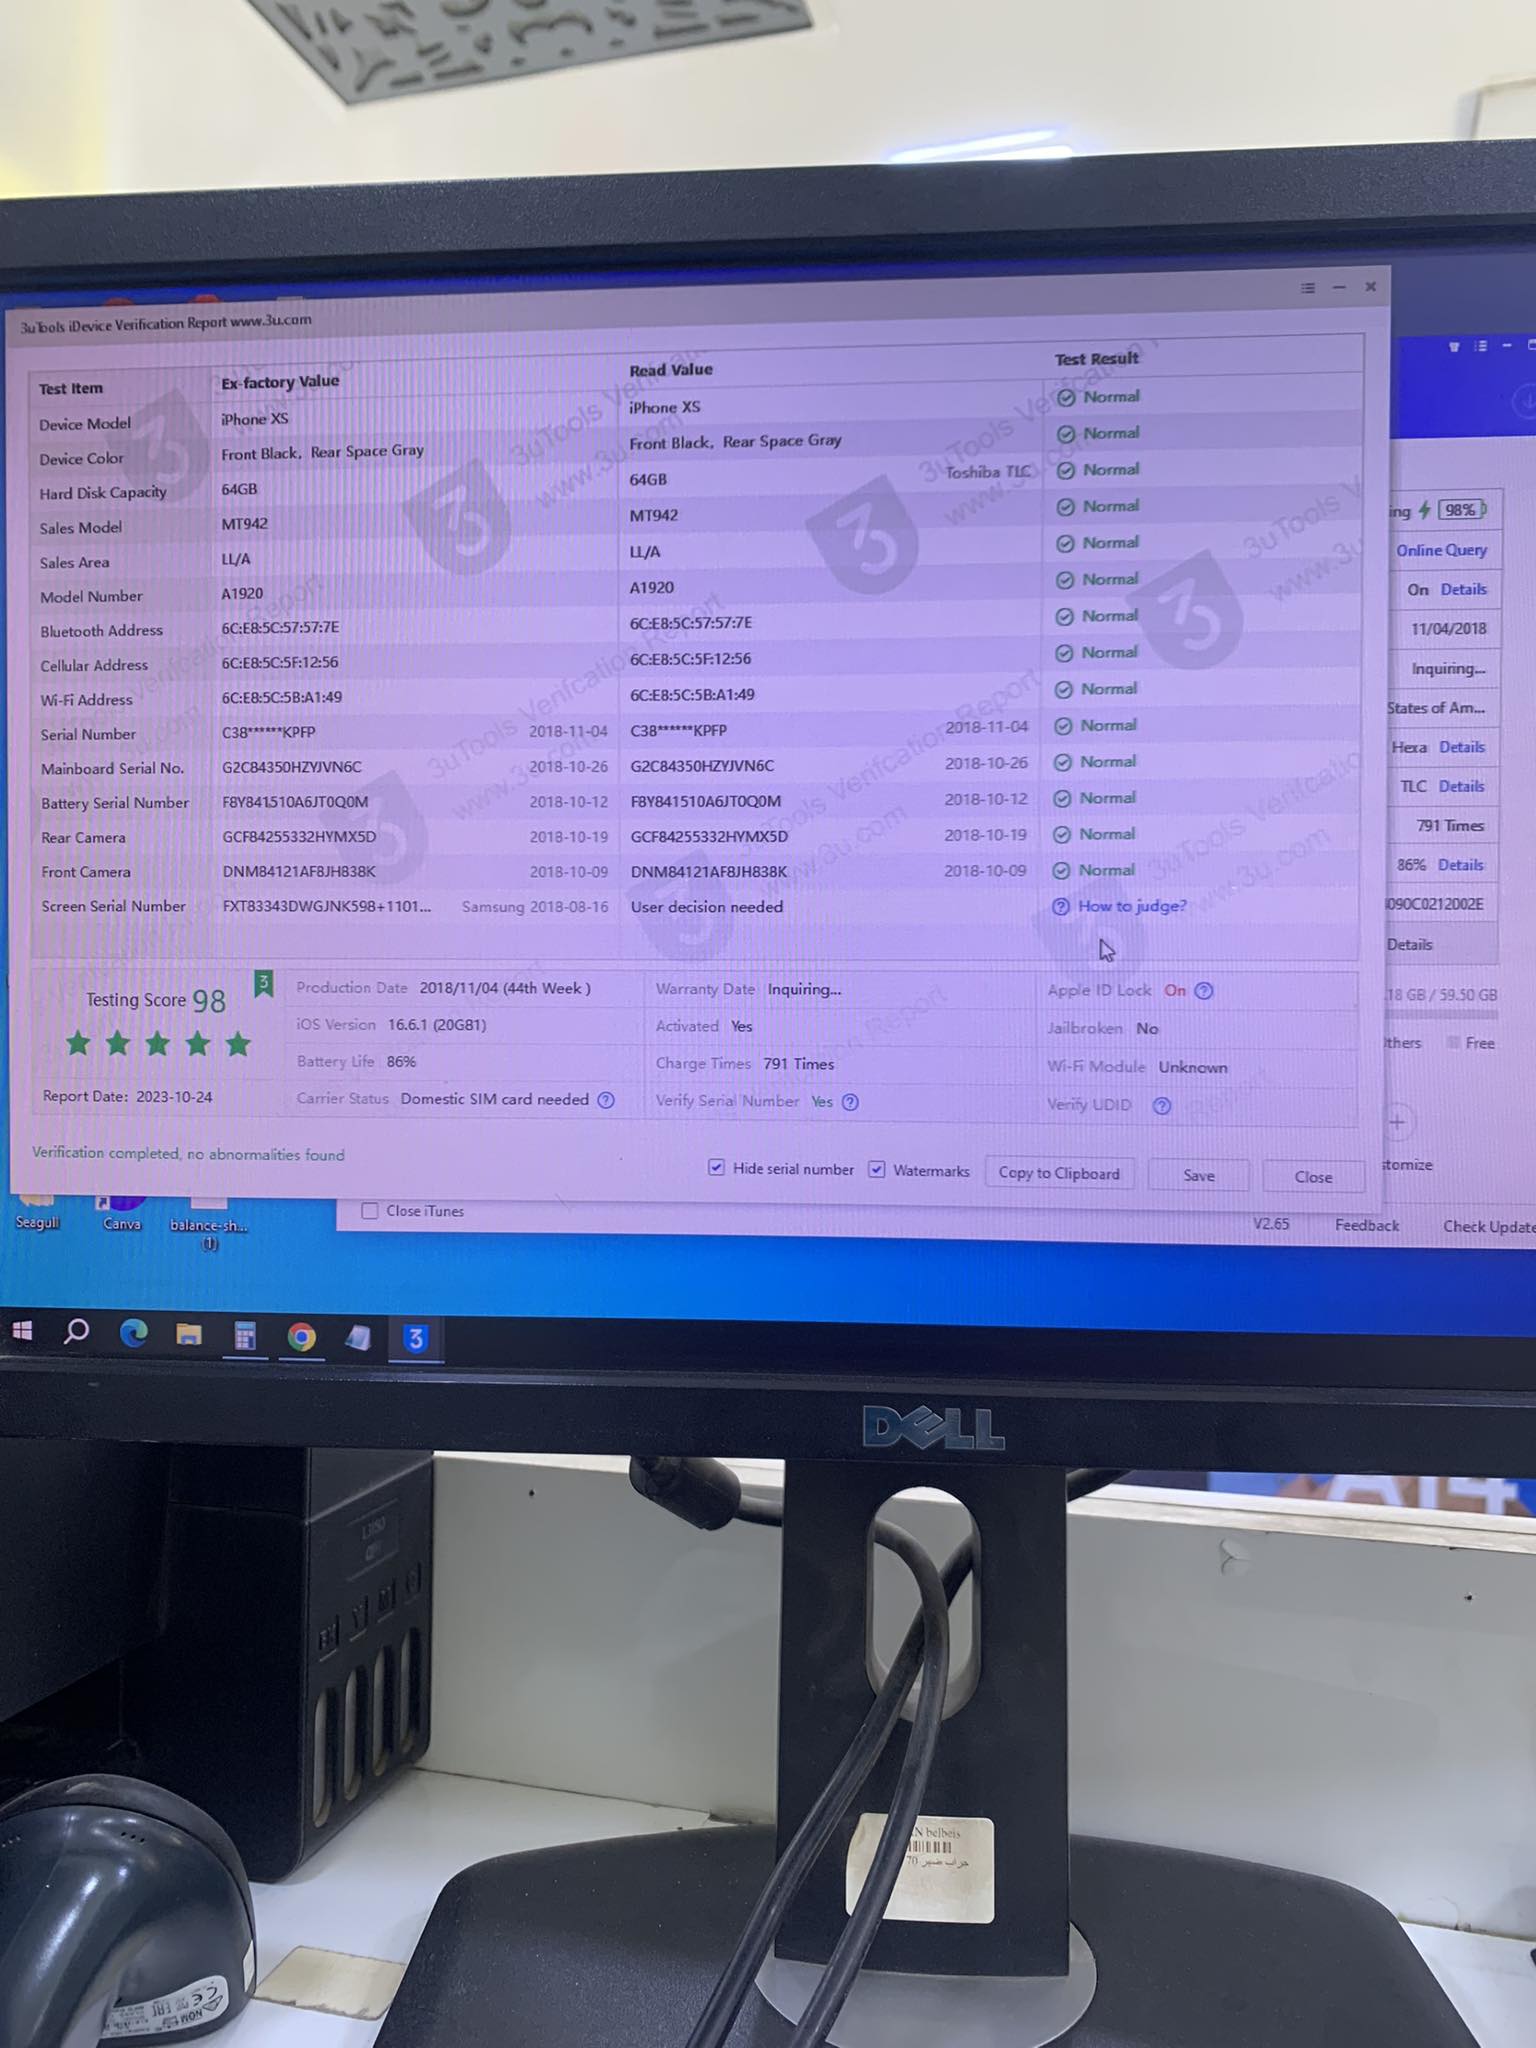 3uTools iDevice Verification Report www.3u.com
Test Item Ex-factory Value Read Value Test Result
Device Model iPhone XS iPhone XS Normal
Device Color Front Black, Rear Space Gray Front Black, Rear Space Gray Normal
Hard Disk Capacity 64GB 64GB Toshiba TLC Normal
Sales Model MT942 MT942 Normal
Sales Area LL/A LL/A Normal
Model Number A1920 A1920 Normal
Bluetooth Address 6C:E8:5C:57:57:7E 6C:E8:5C:57:57:7E Normal
Cellular Address 6C:E8:5C:5F:12:56 6C:E8:5C:5F:12:56 Normal
Wi-Fi Address 6C:E8:5C:5B:A1:49 6C:E8:5C:5B:A1:49 Normal
Serial Number C38******KPFP 2018-11-04 C38******KPFP 2018-11-04 Normal
Mainboard Serial No. G2C84350HZYJVN6C 2018-10-26 G2C84350HZYJVN6C 2018-10-26 Normal
Battery Serial Number F8Y841510A6JT0Q0M 2018-10-12 F8Y841510A6JT0Q0M 2018-10-12 Normal
Rear Camera GCF84255332HYMX5D 2018-10-19 GCF84255332HYMX5D 2018-10-19 Normal
Front Camera DNM84121AF8JH838K 2018-10-09 DNM84121AF8JH838K 2018-10-09 Normal
Screen Serial Number FXT83343DWGJNK598+1101... Samsung 2018-08-16 User decision needed How to judge?
Testing Score 98
Production Date 2018/11/04 (44th Week ) Warranty Date Inquiring... Apple ID Lock On
iOS Version 16.6.1 (20G81) Activated Yes Jailbroken No
Battery Life 86% Charge Times 791 Times Wi-Fi Module Unknown
Report Date: 2023-10-24 Carrier Status Domestic SIM card needed Verify Serial Number Yes Verify UDID
Verification completed, no abnormalities found
Hide serial number Watermarks Copy to Clipboard Save Close
98%
Online Query
On Details
11/04/2018
Inquiring...
States of Am...
Hexa Details
TLC Details
791 Times
86% Details
090C0212002E
Details
18 GB / 59.50 GB
Free
Close iTunes V2.65 Feedback Check Update
Seagull Canva balance-sh...
(1)
DELL
belbeis